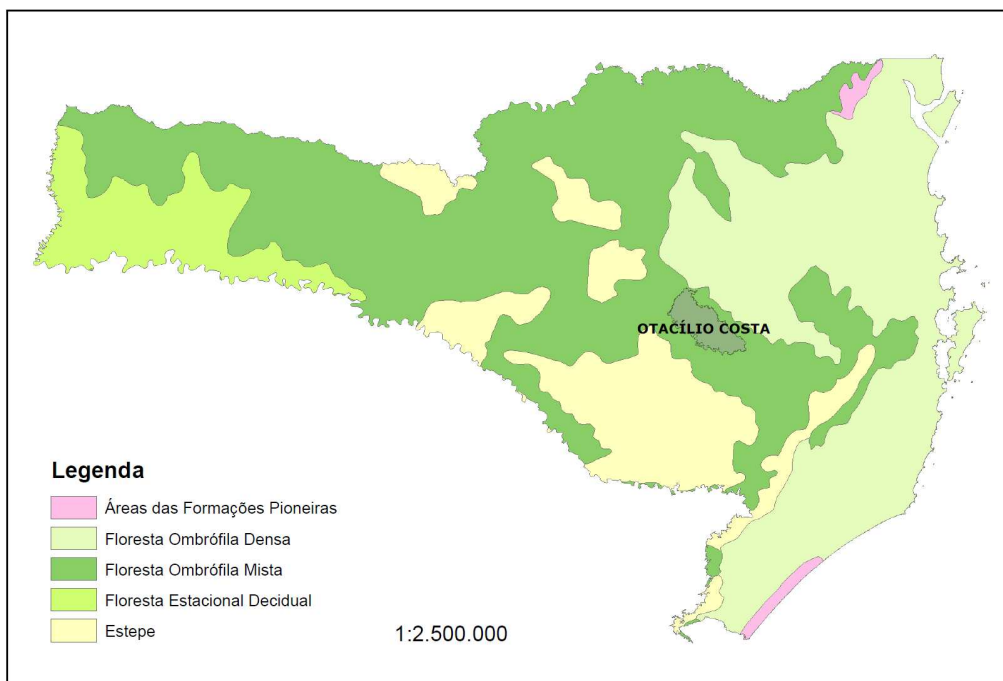 OTACÍLIO COSTA
Legenda
Áreas das Formações Pioneiras
Floresta Ombrófila Densa
Floresta Ombrófila Mista
Floresta Estacional Decidual
Estepe
1:2.500.000